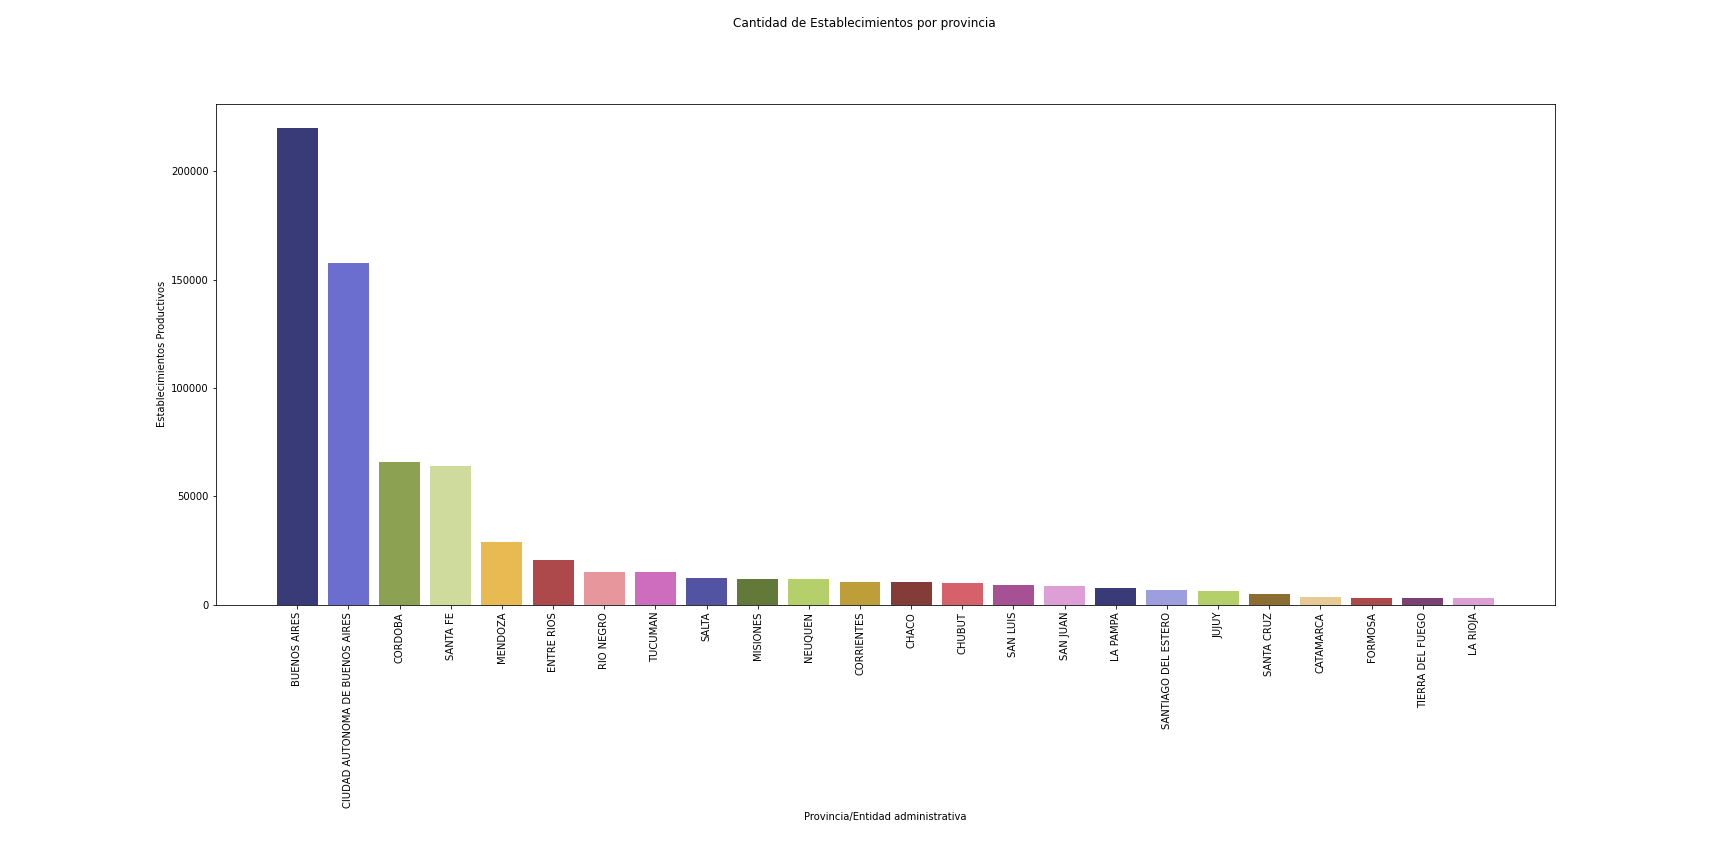 Cantidad de Establecimientos por provincia
Establecimientos Productivos
200000
150000
100000
50000
0
BUENOS AIRES
CIUDAD AUTONOMA DE BUENOS AIRES
CORDOBA
SANTA FE
MENDOZA
ENTRE RIOS
RIO NEGRO
TUCUMAN
SALTA
MISIONES
NEUQUEN
CORRIENTES
CHACO
CHUBUT
SAN LUIS
SAN JUAN
LA PAMPA
SANTIAGO DEL ESTERO
JUJUY
SANTA CRUZ
CATAMARCA
FORMOSA
TIERRA DEL FUEGO
LA RIOJA
Provincia/Entidad administrativa